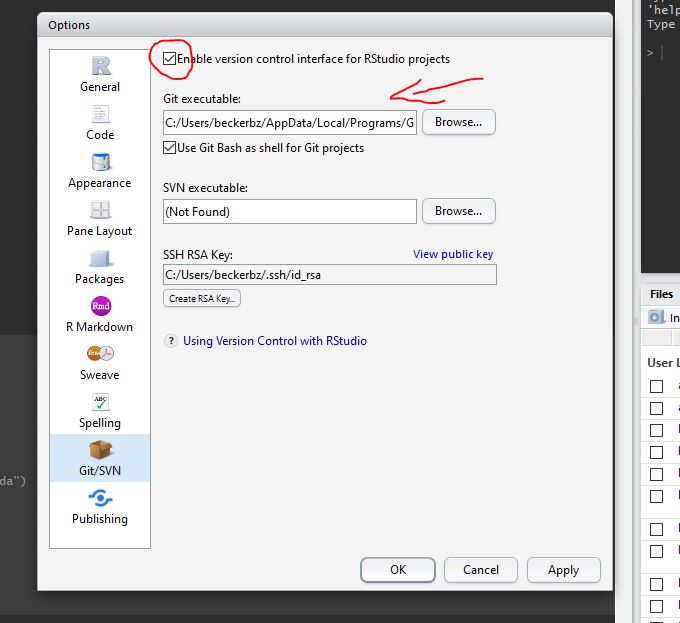 Options
'help
Type
>
Enable version control interface for RStudio projects
General
Git executable:
C:/Users/beckerbz/AppData/Local/Programs/G
Browse...
Code
Use Git Bash as shell for Git projects
Appearance
SVN executable:
(Not Found)
Browse...
Pane Layout
SSH RSA Key:
View public key
C:/Users/beckerbz/.ssh/id_rsa
Packages
Create RSA Key...
Rmd
R Markdown
? Using Version Control with RStudio
Sweave
ABC
Spelling
Git/SVN
Publishing
OK
Cancel
Apply
da")
Files
In
User L